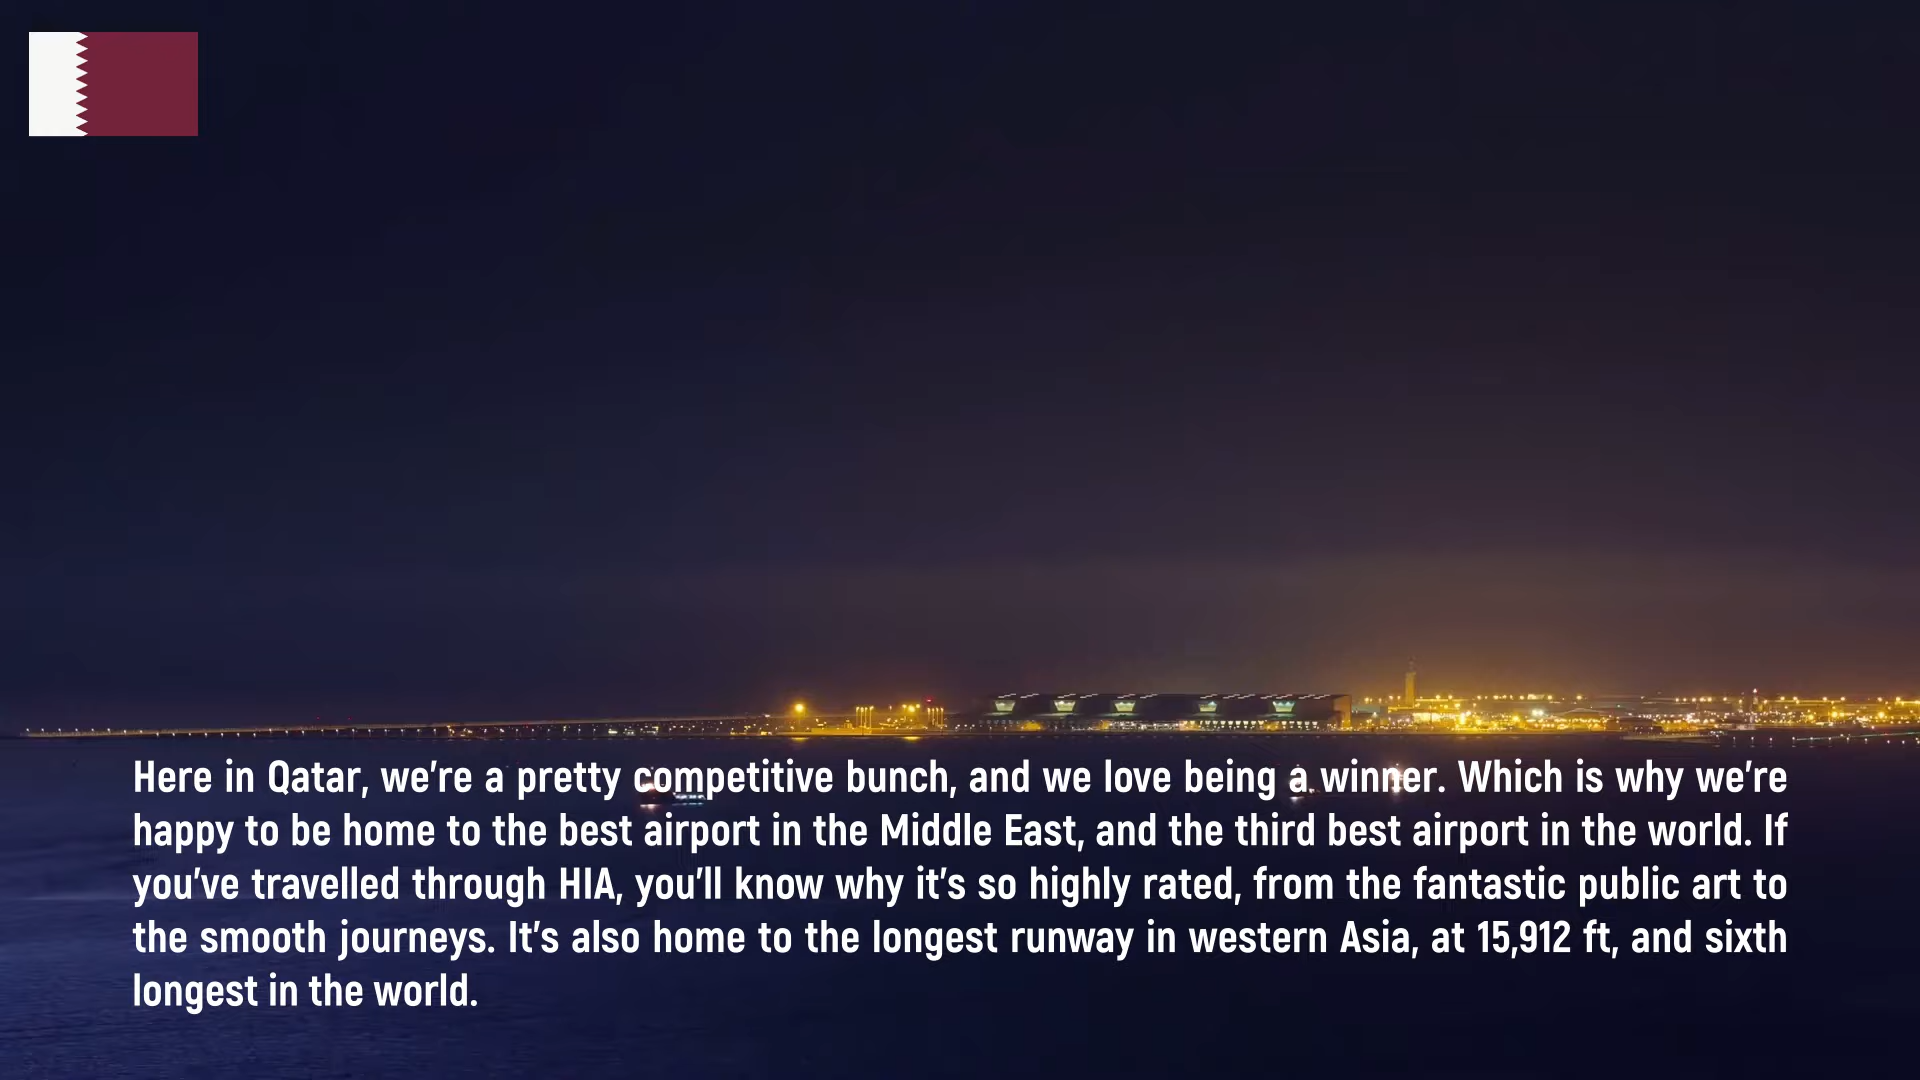 Here in Qatar, we're a pretty competitive bunch, and we love being a winner. Which is why we're
happy to be home to the best airport in the Middle East, and the third best airport in the world. If
you've travelled through HIA, you'll know why it's so highly rated, from the fantastic public art to
the smooth journeys. It's also home to the longest runway in western Asia, at 15,912 ft, and sixth
longest in the world.